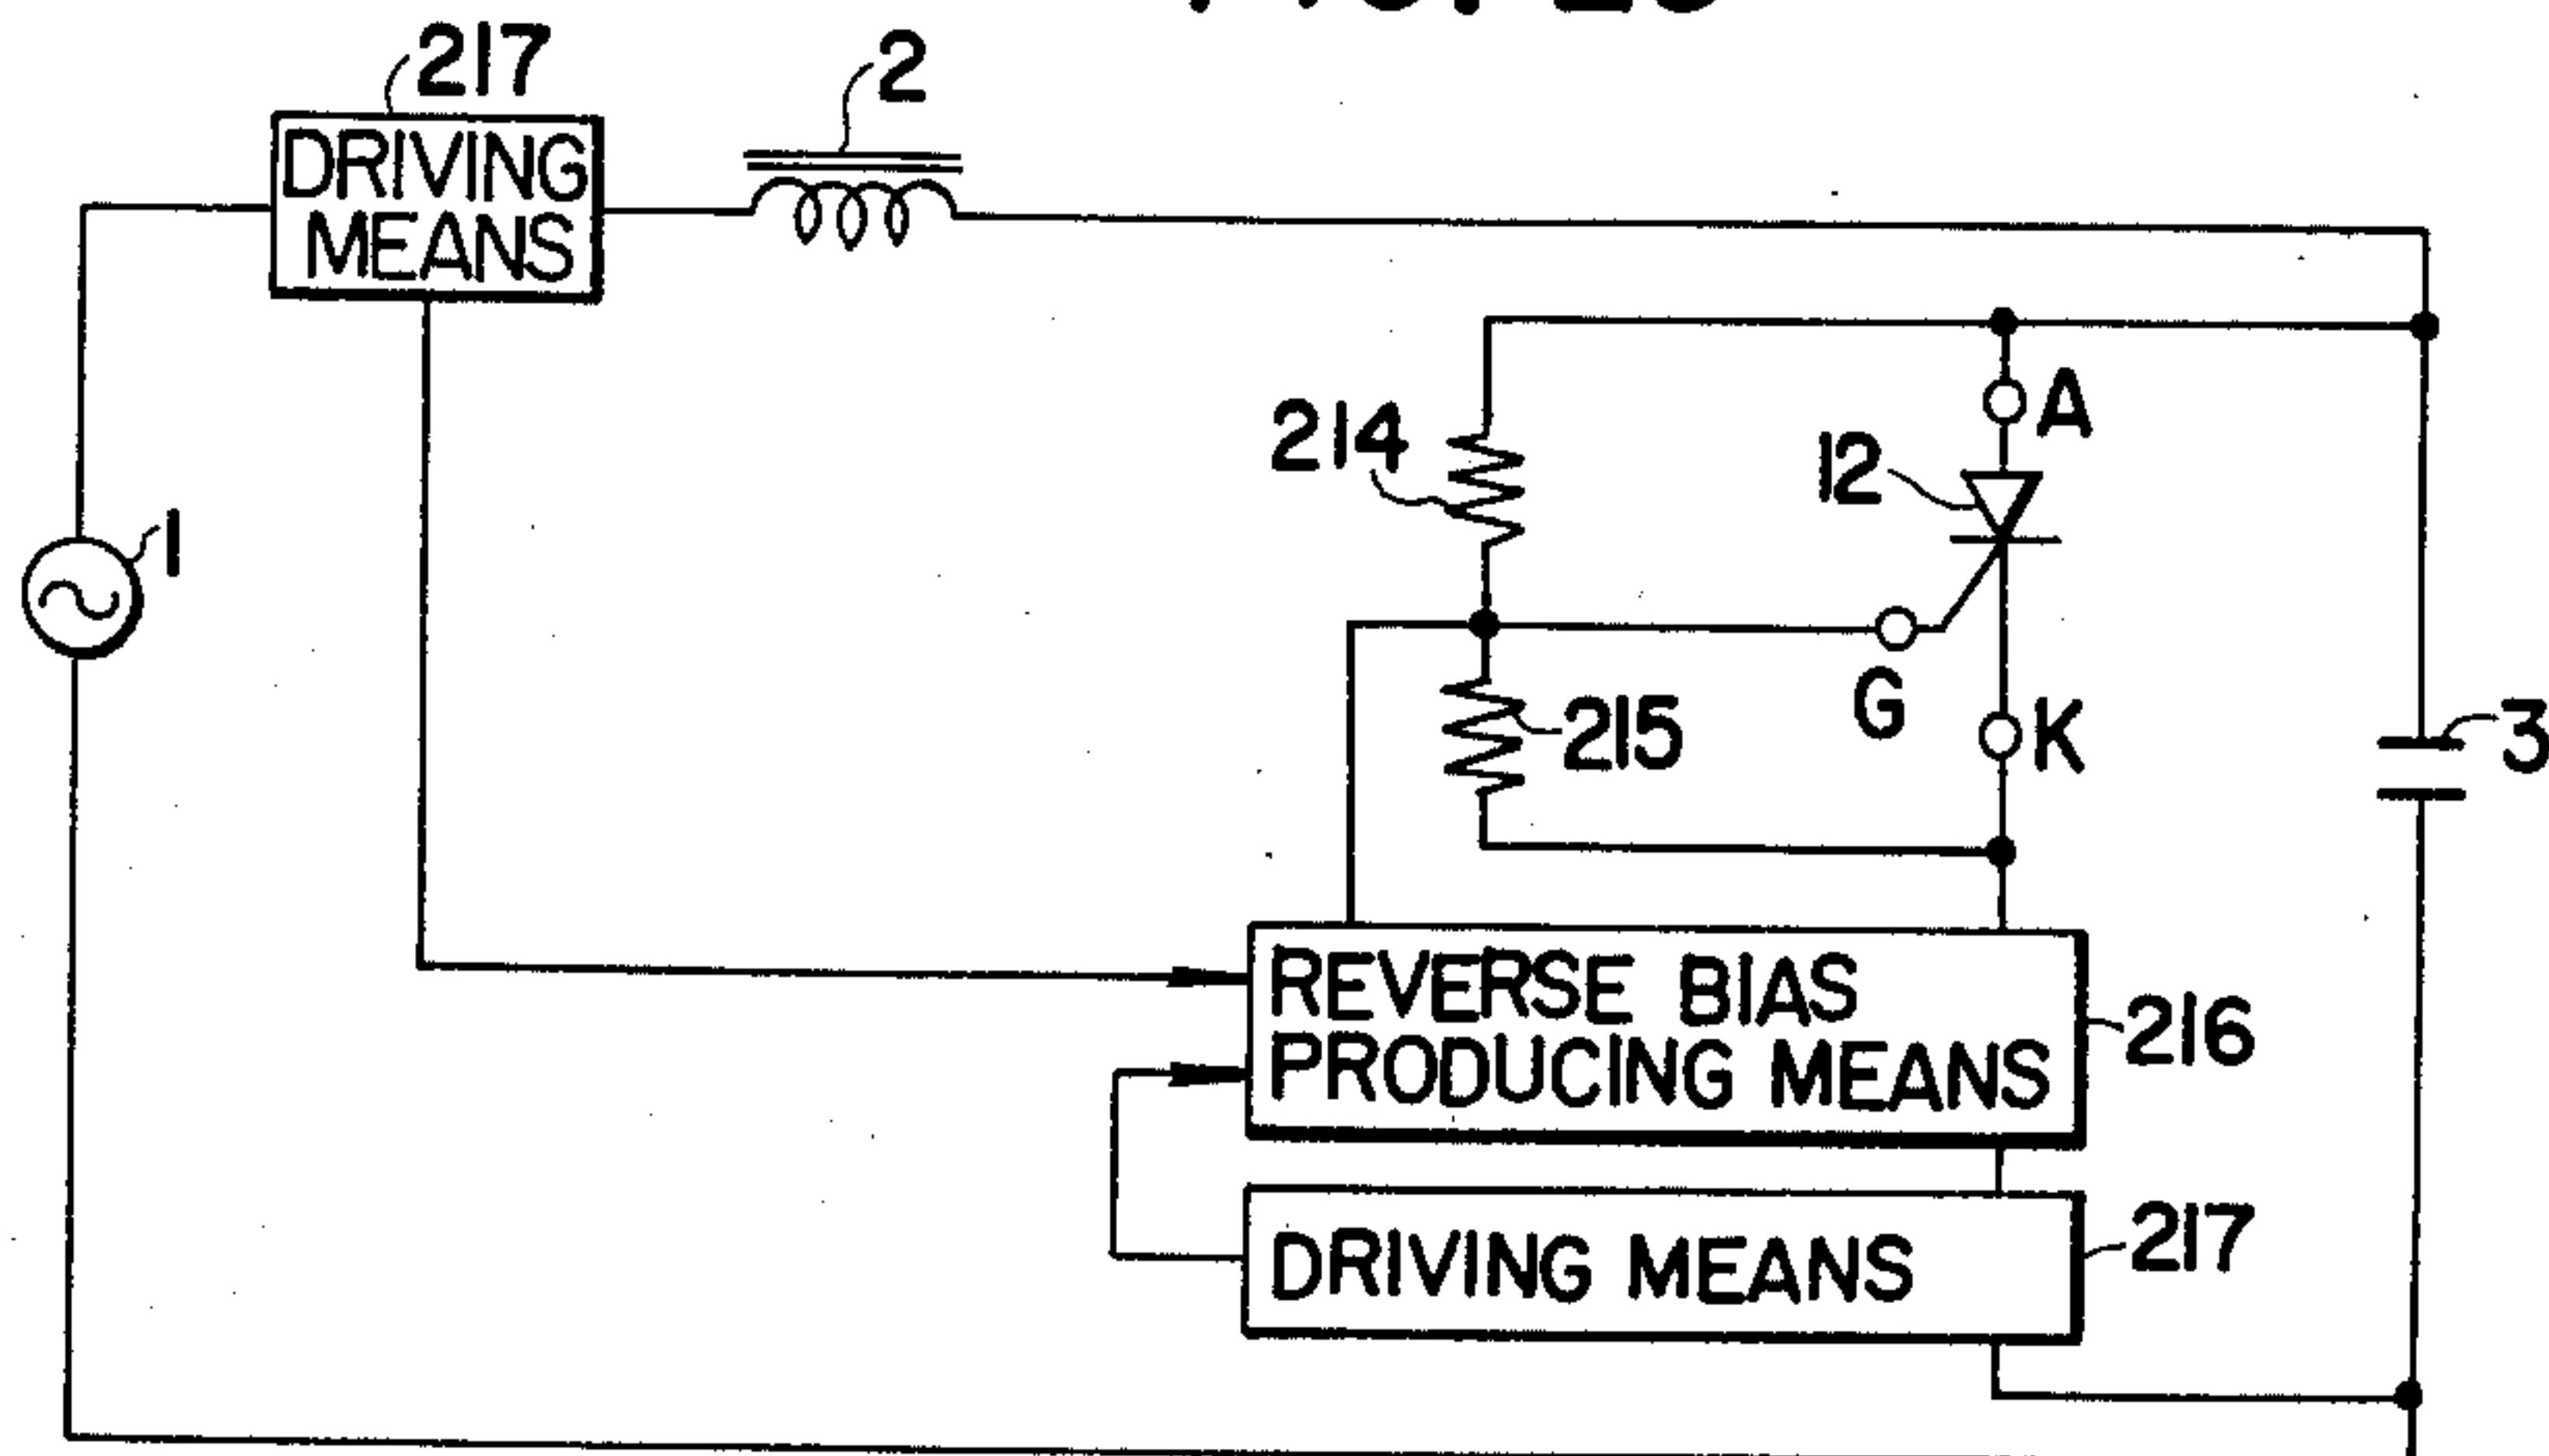 217
2
DRIVING
MEANS
1
214
A
12
G
215
K
3
REVERSE BIAS
PRODUCING MEANS
216
DRIVING MEANS
217